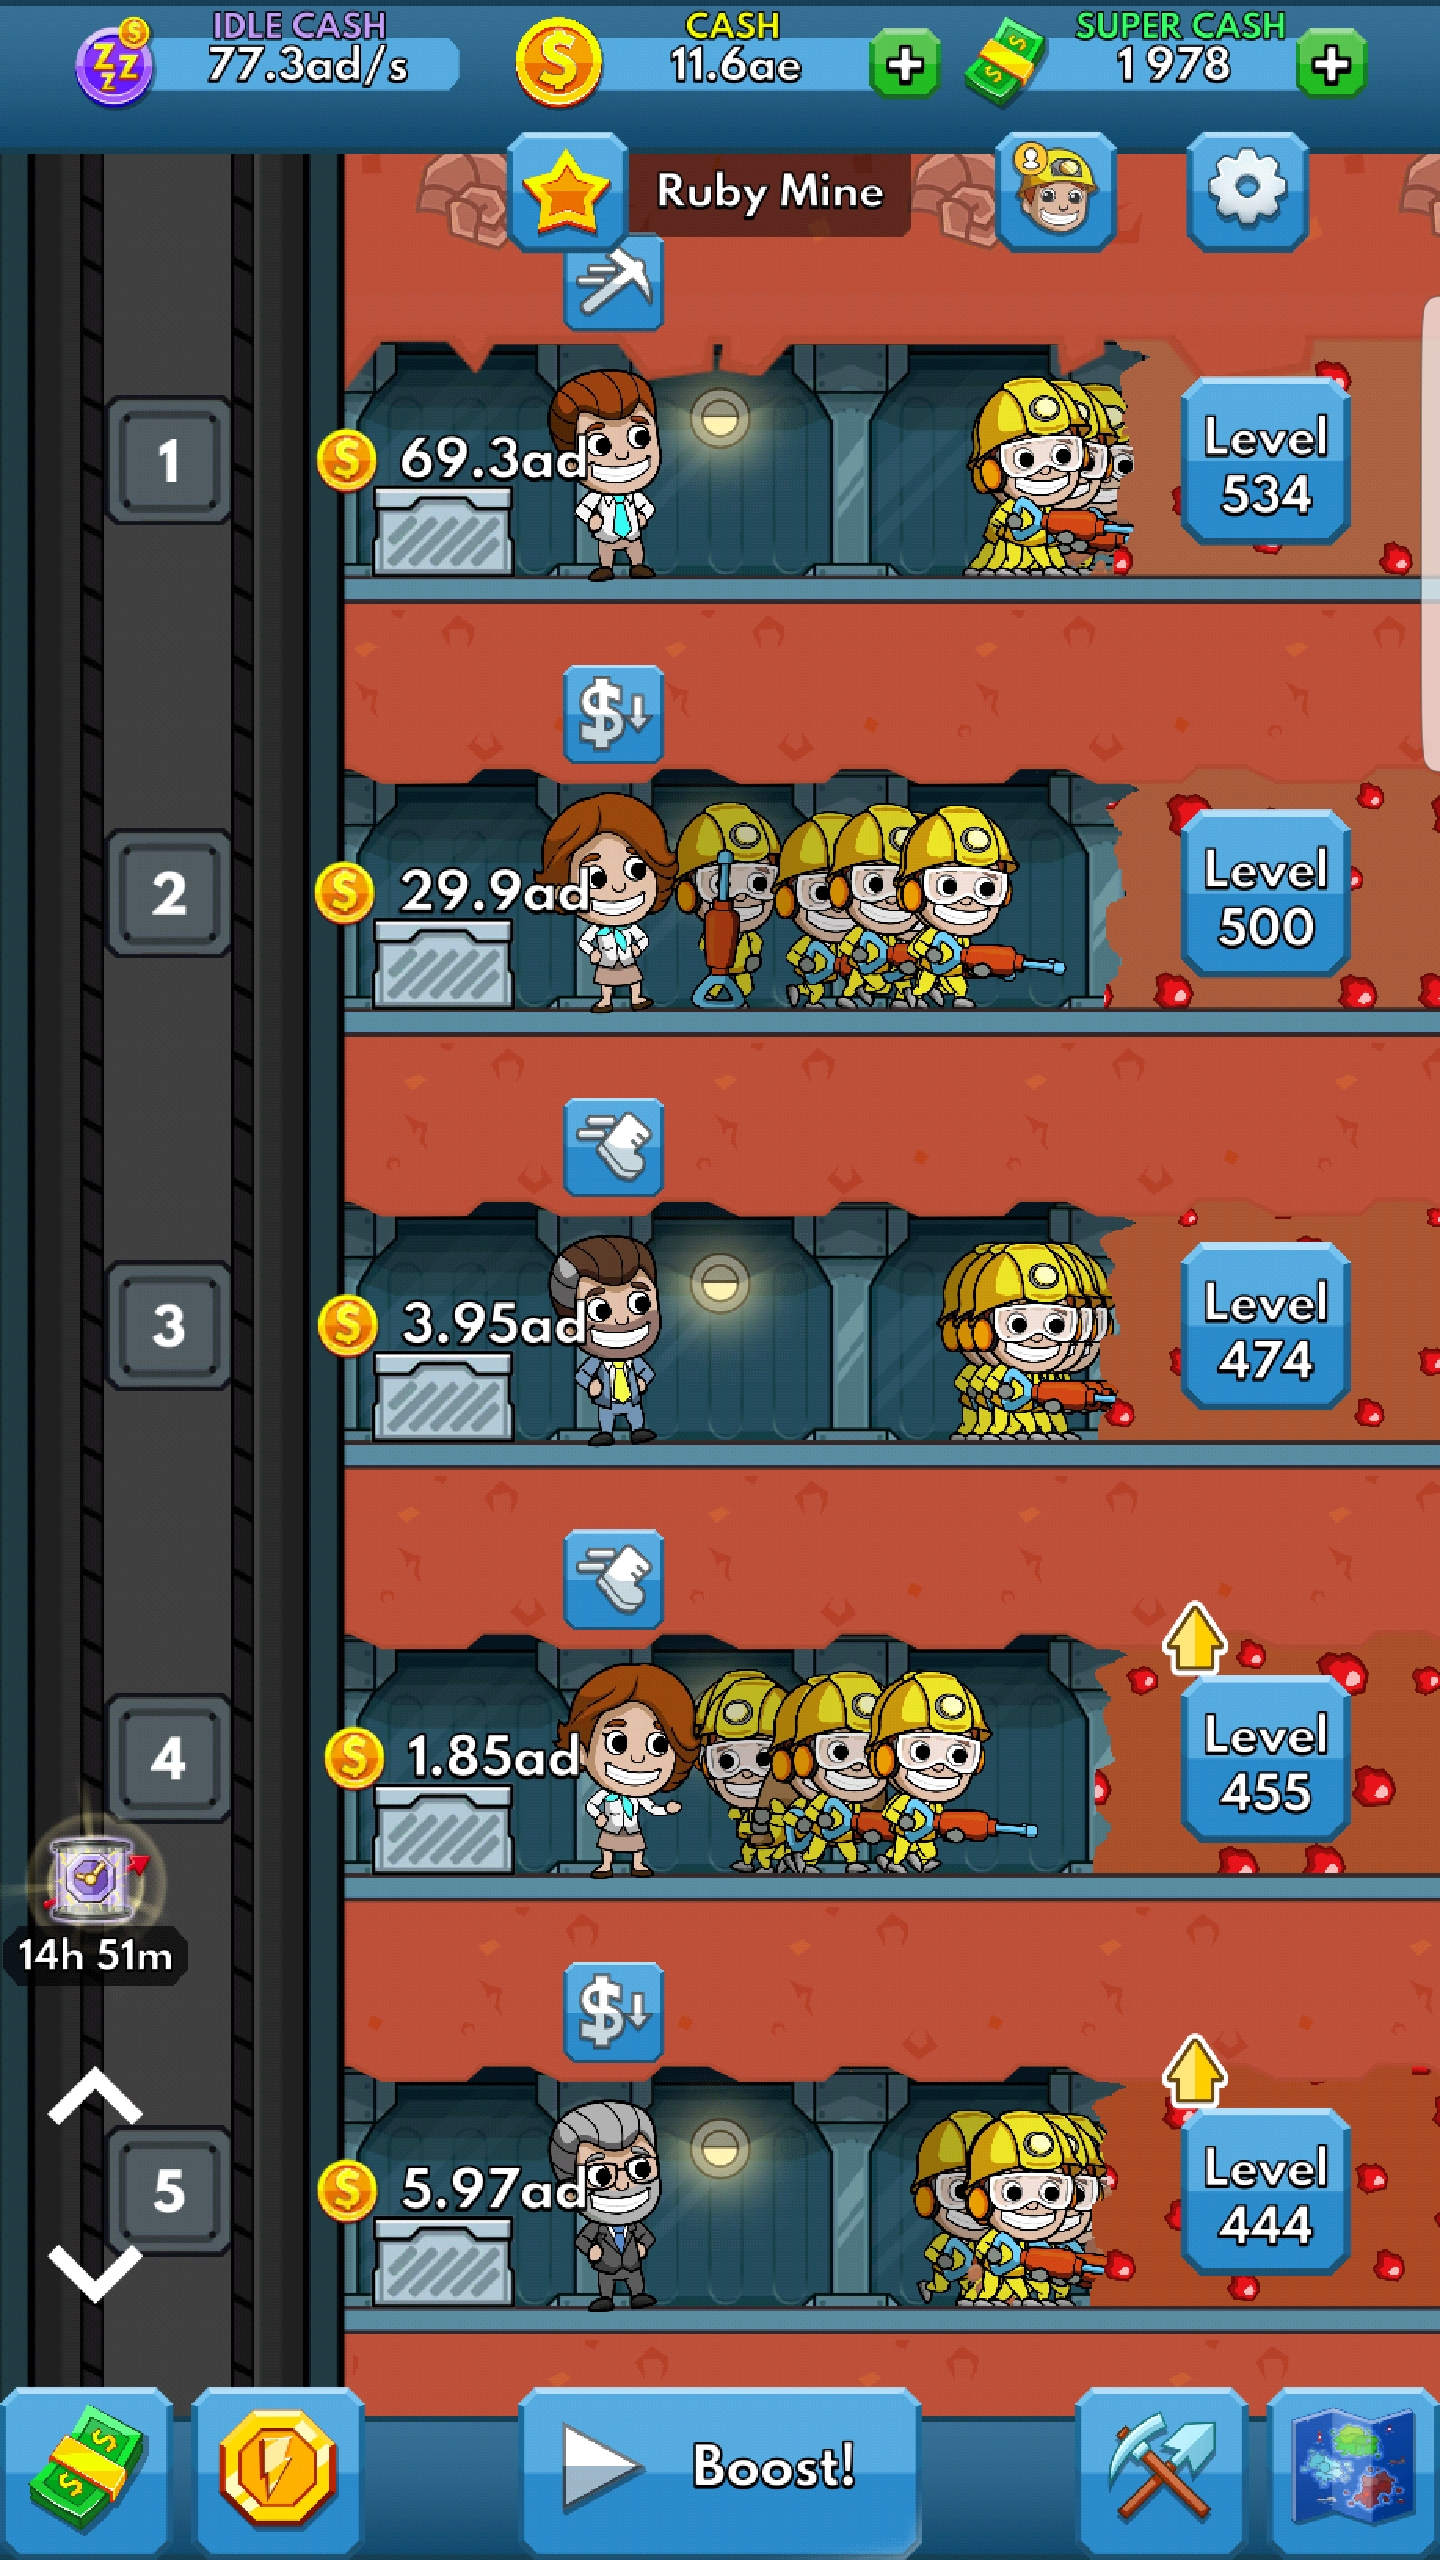 IDLE CASH
77.3ad/s
CASH
11.6ae
SUPER CASH
1978
Ruby Mine
1
69.3ad
Level
534
2
29.9ad
Level
500
3
3.95ad
Level
474
4
1.85ad
Level
455
14h 51m
5
5.97ad
Level
444
Boost!